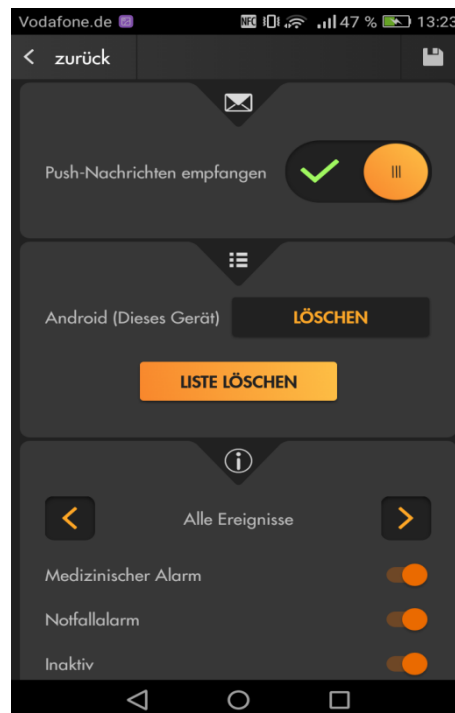 Vodafone.de NFC 47 % 13:23
zurück
Push-Nachrichten empfangen
Android (Dieses Gerät) LÖSCHEN
LISTE LÖSCHEN
Alle Ereignisse
Medizinischer Alarm
Notfallalarm
Inaktiv